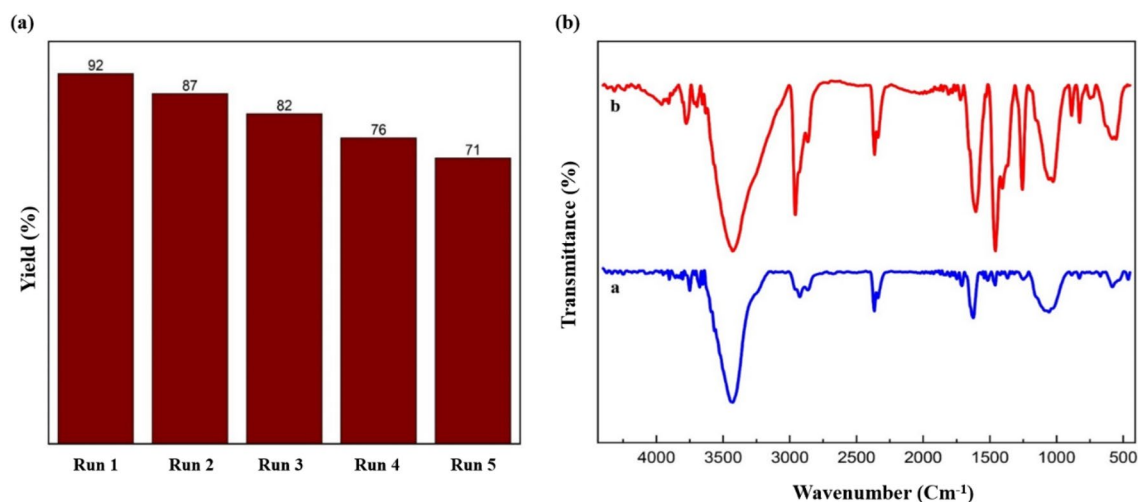 (a)
92
87
82
76
71
Yield (%)
Run 1 Run 2 Run 3 Run 4 Run 5
(b)
b
a
Transmittance (%)
4000 3500 3000 2500 2000 1500 1000 500
Wavenumber (Cm⁻¹)